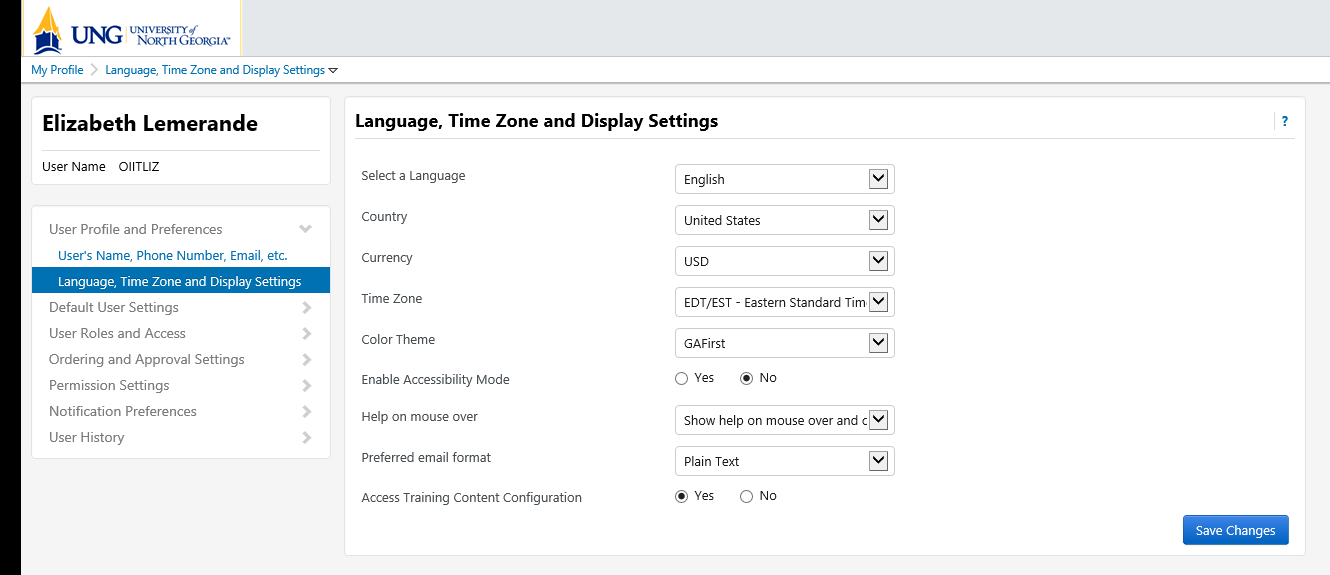 UNG UNIVERSITY of
NORTH GEORGIA™
My Profile Language, Time Zone and Display Settings
Elizabeth Lemerande
User Name OIITLIZ
User Profile and Preferences
User's Name, Phone Number, Email, etc.
Language, Time Zone and Display Settings
Default User Settings
User Roles and Access
Ordering and Approval Settings
Permission Settings
Notification Preferences
User History
Language, Time Zone and Display Settings ?
Select a Language English
Country United States
Currency USD
Time Zone EDT/EST - Eastern Standard Tim
Color Theme GAFirst
Enable Accessibility Mode Yes No
Help on mouse over Show help on mouse over and c
Preferred email format Plain Text
Access Training Content Configuration Yes No
Save Changes